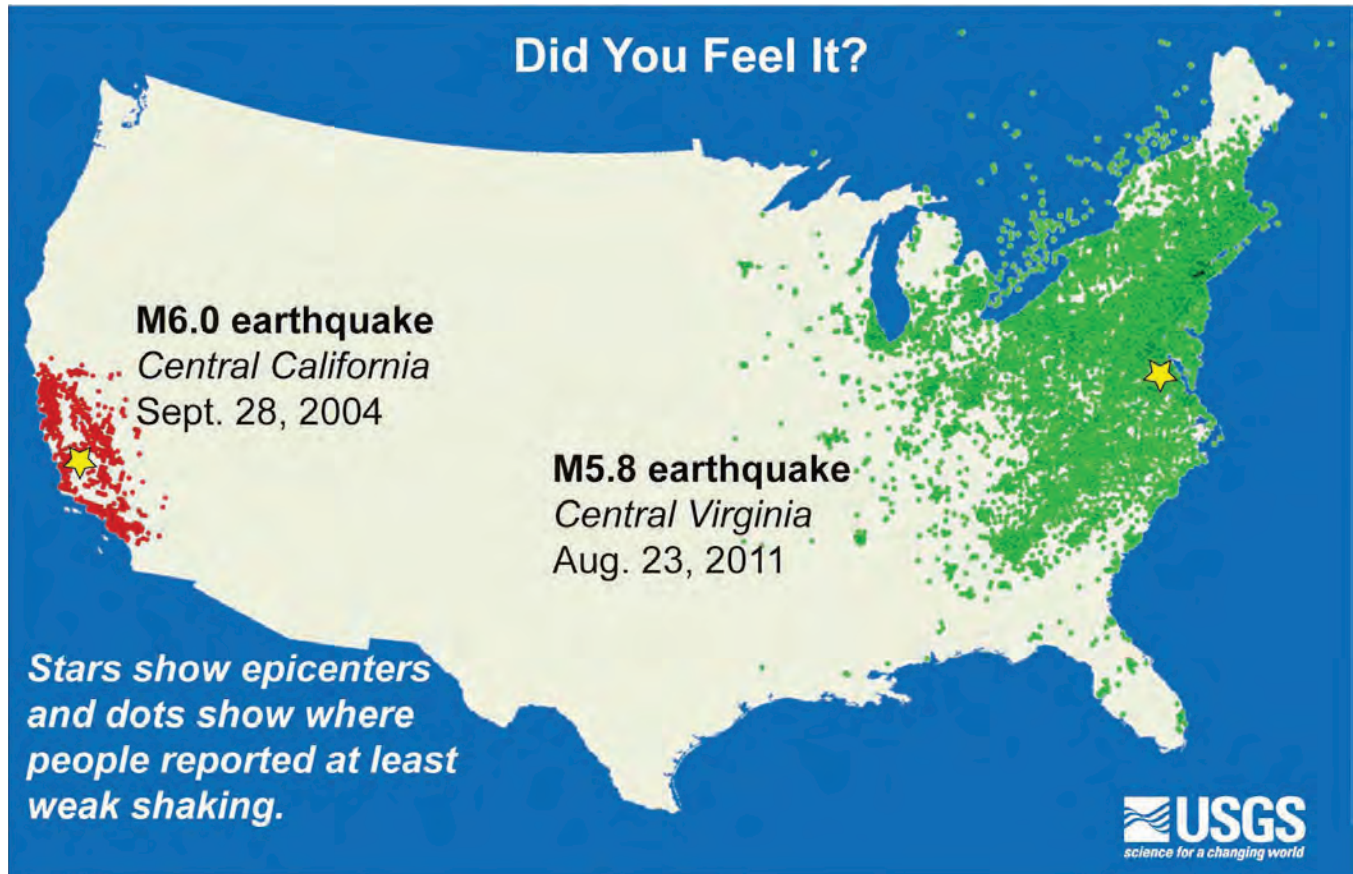 Did You Feel It?
M6.0 earthquake
Central California
Sept. 28, 2004
M5.8 earthquake
Central Virginia
Aug. 23, 2011
Stars show epicenters
and dots show where
people reported at least
weak shaking.
USGS
science for a changing world